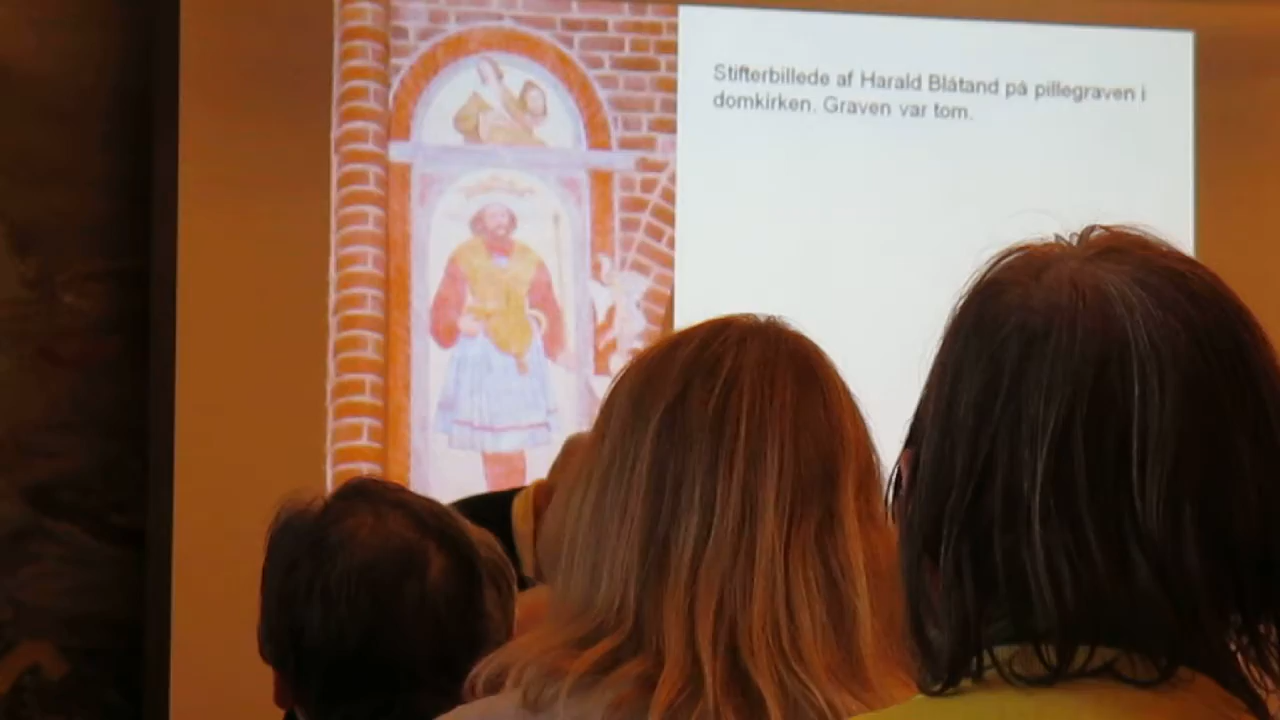 Stifterbillede af Harald Blåtand på pillegraven i
domkirken. Graven var tom.